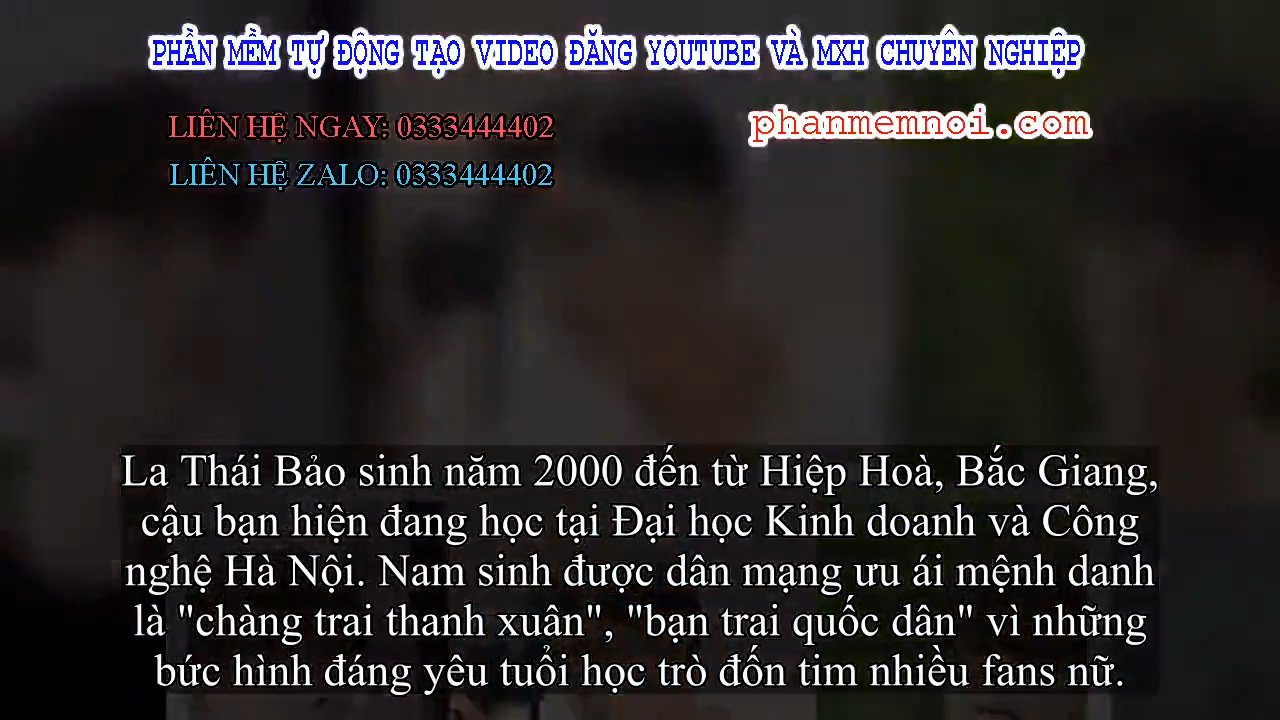 PHẦN MỀM TỰ ĐỘNG TẠO VIDEO ĐĂNG YOUTUBE VÀ MXH CHUYÊN NGHIỆP
LIÊN HỆ NGAY: 0333444402
phanmemnoi.com
LIÊN HỆ ZALO: 0333444402
La Thái Bảo sinh năm 2000 đến từ Hiệp Hoà, Bắc Giang,
cậu bạn hiện đang học tại Đại học Kinh doanh và Công
nghệ Hà Nội. Nam sinh được dân mạng ưu ái mệnh danh
là "chàng trai thanh xuân", "bạn trai quốc dân" vì những
bức hình đáng yêu tuổi học trò đốn tim nhiều fans nữ.